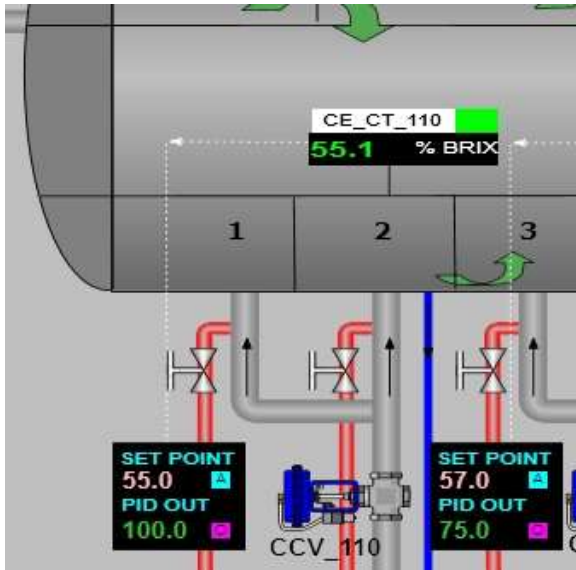 CE_CT_110
55.1 % BRIX
1 2 3
SET POINT
55.0 A
PID OUT
100.0
SET POINT
57.0 A
PID OUT
75.0
CCV_110